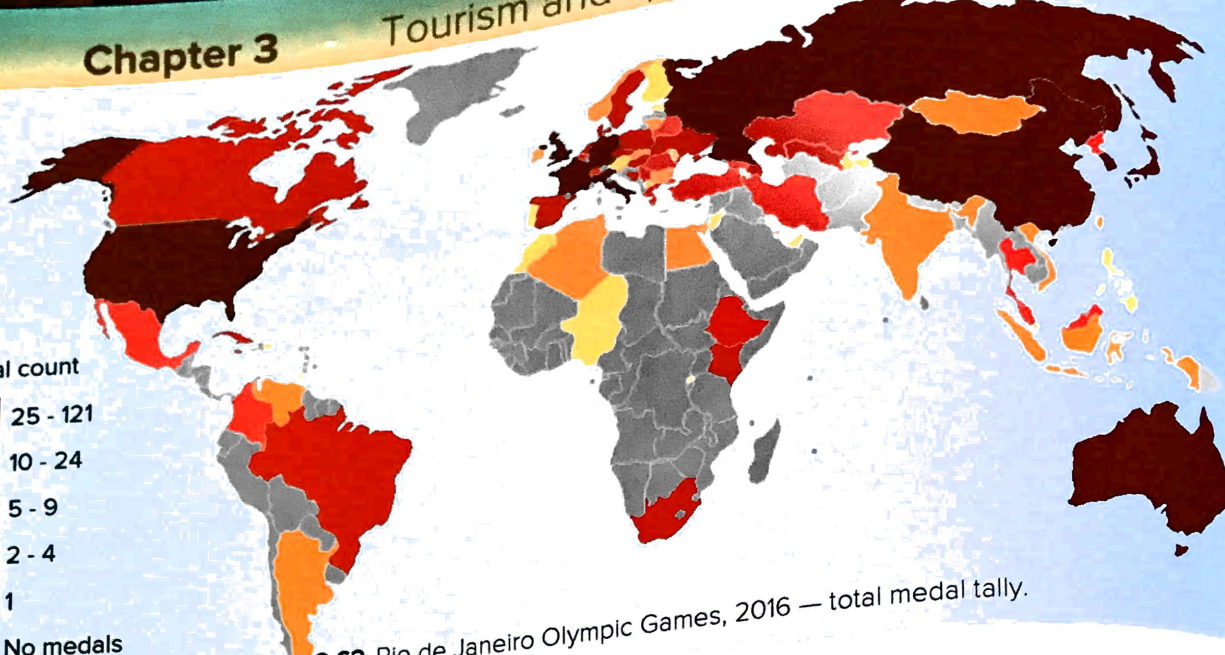 Chapter 3
Tourism and
al count
25 - 121
10 - 24
5 - 9
2 - 4
1
No medals
Rio de Janeiro Olympic Games, 2016 — total medal tally.